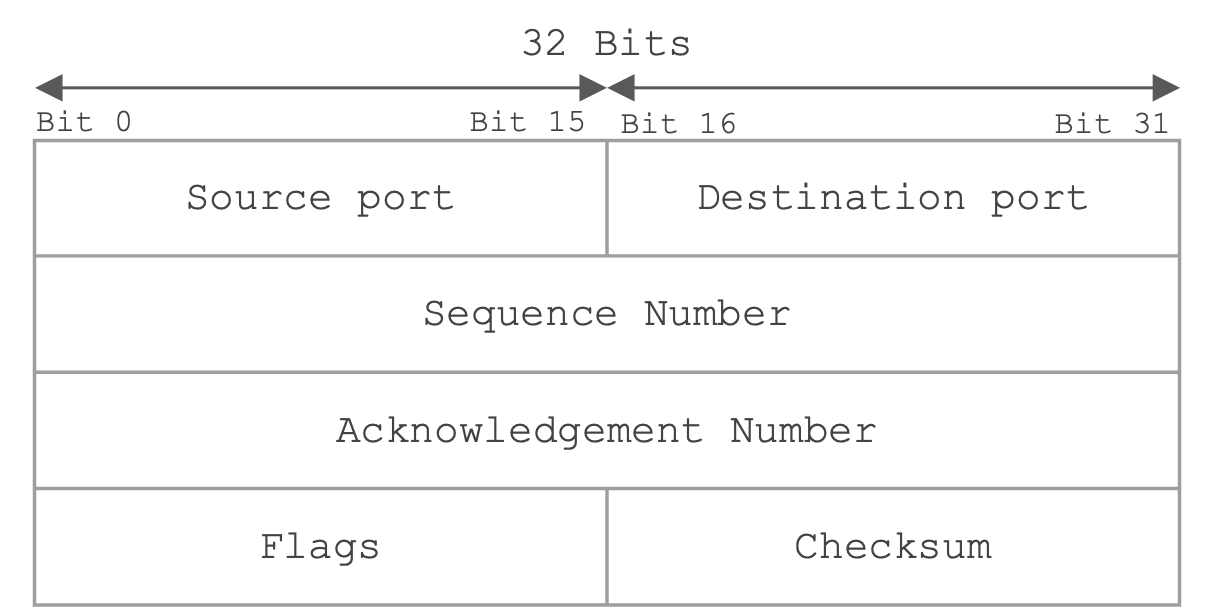 32 Bits
Bit 0 Bit 15 Bit 16 Bit 31
Source port Destination port
Sequence Number
Acknowledgement Number
Flags Checksum